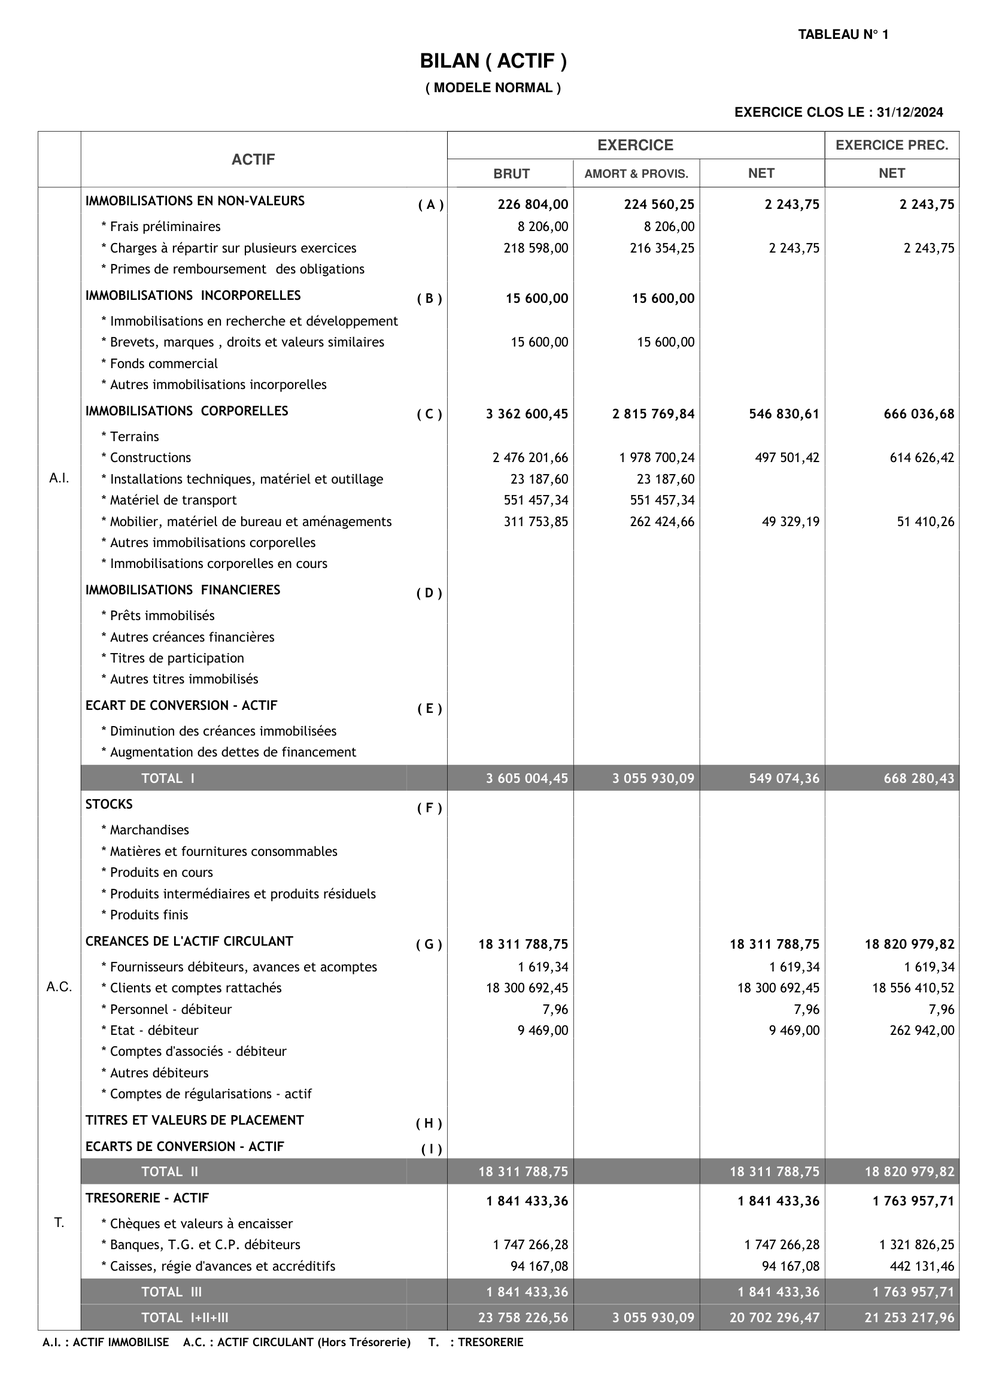 TABLEAU N° 1
BILAN ( ACTIF )
( MODELE NORMAL )
EXERCICE CLOS LE : 31/12/2024
ACTIF EXERCICE EXERCICE PREC.
BRUT AMORT & PROVIS. NET NET
IMMOBILISATIONS EN NON-VALEURS ( A ) 226 804,00 224 560,25 2 243,75 2 243,75
* Frais préliminaires 8 206,00 8 206,00
* Charges à répartir sur plusieurs exercices 218 598,00 216 354,25 2 243,75 2 243,75
* Primes de remboursement des obligations
IMMOBILISATIONS INCORPORELLES ( B ) 15 600,00 15 600,00
* Immobilisations en recherche et développement
* Brevets, marques , droits et valeurs similaires 15 600,00 15 600,00
* Fonds commercial
* Autres immobilisations incorporelles
IMMOBILISATIONS CORPORELLES ( C ) 3 362 600,45 2 815 769,84 546 830,61 666 036,68
* Terrains
* Constructions 2 476 201,66 1 978 700,24 497 501,42 614 626,42
A.I. * Installations techniques, matériel et outillage 23 187,60 23 187,60
* Matériel de transport 551 457,34 551 457,34
* Mobilier, matériel de bureau et aménagements 311 753,85 262 424,66 49 329,19 51 410,26
* Autres immobilisations corporelles
* Immobilisations corporelles en cours
IMMOBILISATIONS FINANCIERES ( D )
* Prêts immobilisés
* Autres créances financières
* Titres de participation
* Autres titres immobilisés
ECART DE CONVERSION - ACTIF ( E )
* Diminution des créances immobilisées
* Augmentation des dettes de financement
TOTAL I 3 605 004,45 3 055 930,09 549 074,36 668 280,43
STOCKS ( F )
* Marchandises
* Matières et fournitures consommables
* Produits en cours
* Produits intermédiaires et produits résiduels
* Produits finis
CREANCES DE L'ACTIF CIRCULANT ( G ) 18 311 788,75 18 311 788,75 18 820 979,82
* Fournisseurs débiteurs, avances et acomptes 1 619,34 1 619,34 1 619,34
A.C. * Clients et comptes rattachés 18 300 692,45 18 300 692,45 18 556 410,52
* Personnel - débiteur 7,96 7,96 7,96
* Etat - débiteur 9 469,00 9 469,00 262 942,00
* Comptes d'associés - débiteur
* Autres débiteurs
* Comptes de régularisations - actif
TITRES ET VALEURS DE PLACEMENT ( H )
ECARTS DE CONVERSION - ACTIF ( I )
TOTAL II 18 311 788,75 18 311 788,75 18 820 979,82
TRESORERIE - ACTIF 1 841 433,36 1 841 433,36 1 763 957,71
T. * Chèques et valeurs à encaisser
* Banques, T.G. et C.P. débiteurs 1 747 266,28 1 747 266,28 1 321 826,25
* Caisses, régie d'avances et accréditifs 94 167,08 94 167,08 442 131,46
TOTAL III 1 841 433,36 1 841 433,36 1 763 957,71
TOTAL I+II+III 23 758 226,56 3 055 930,09 20 702 296,47 21 253 217,96
A.I. : ACTIF IMMOBILISE A.C. : ACTIF CIRCULANT (Hors Trésorerie) T. : TRESORERIE